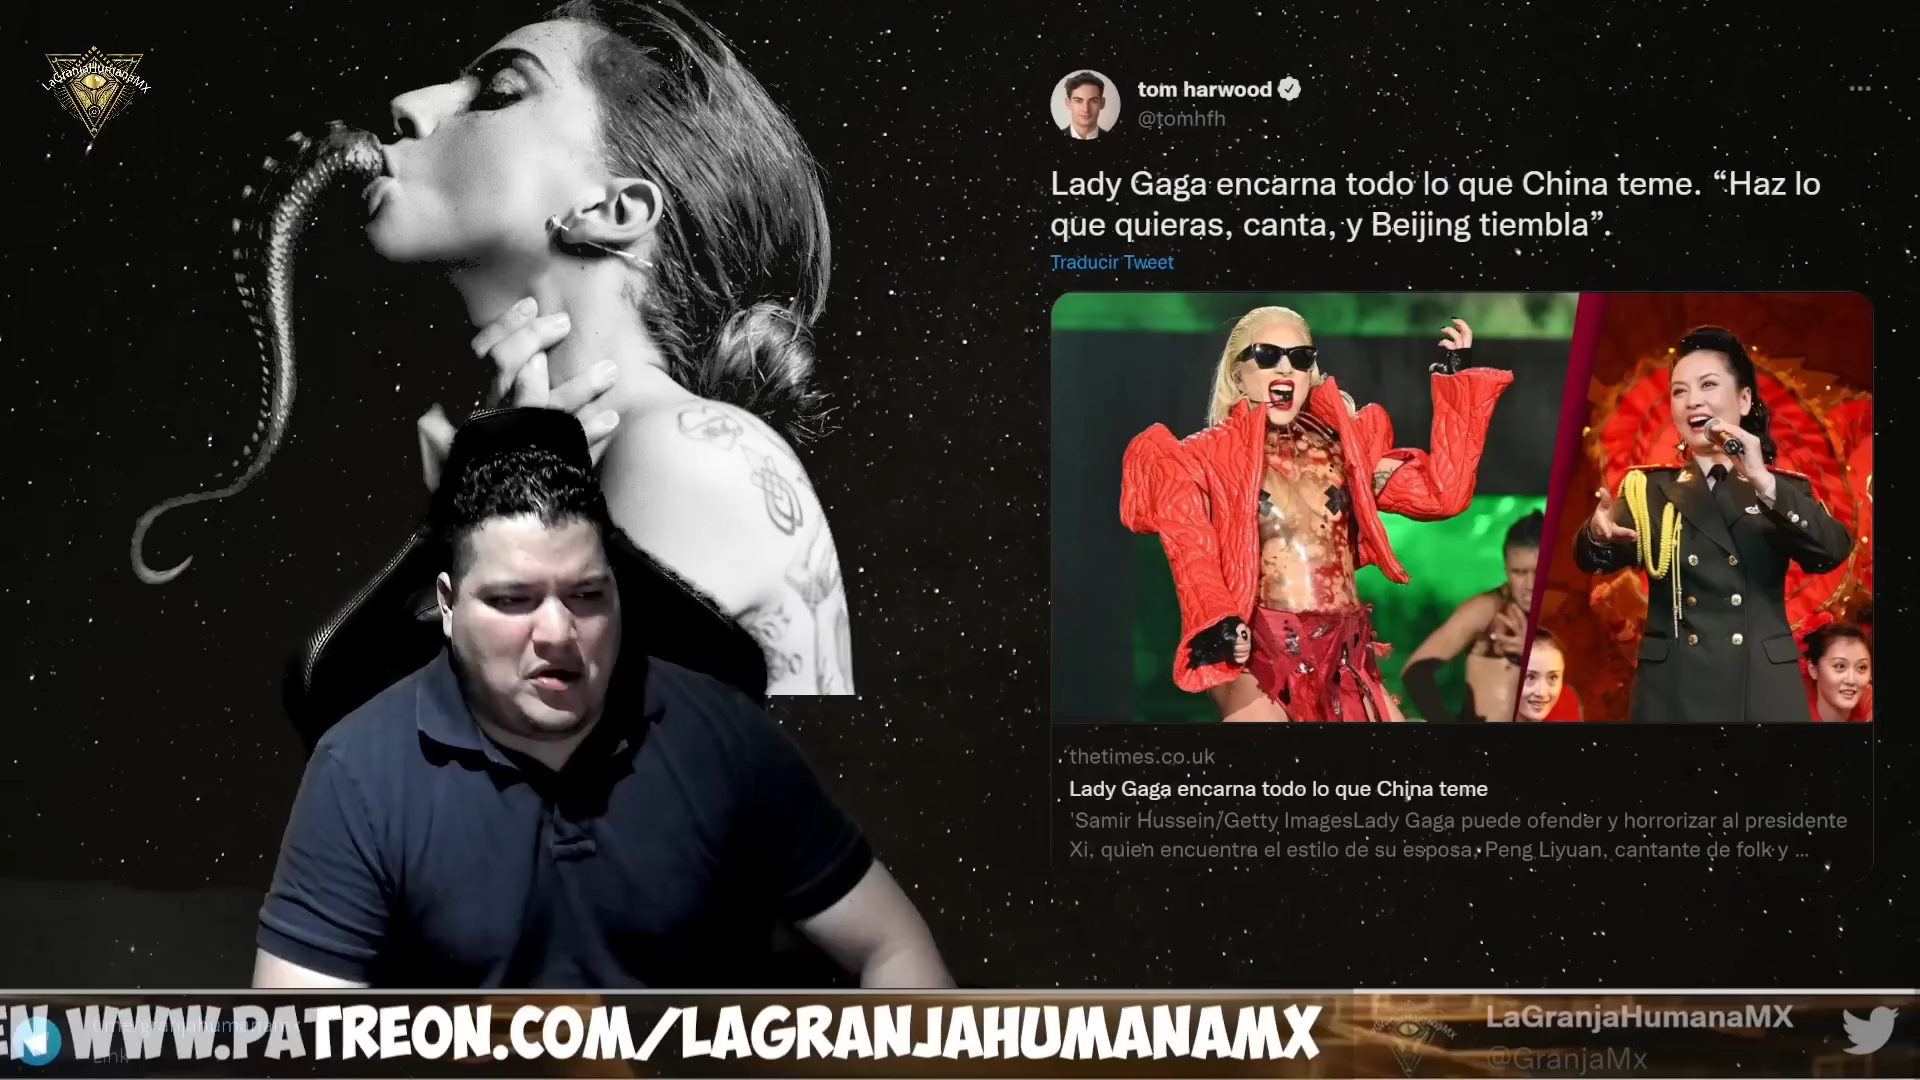 LaGranjaHumanaMX
tom harwood
@tomhfh
Lady Gaga encarna todo lo que China teme. “Haz lo
que quieras, canta, y Beijing tiembla”.
Traducir Tweet
thetimes.co.uk
Lady Gaga encarna todo lo que China teme
'Samir Hussein/Getty ImagesLady Gaga puede ofender y horrorizar al presidente
Xi, quien encuentra el estilo de su esposa, Peng Liyuan, cantante de folk y ...
EN WWW.PATREON.COM/LAGRANJAHUMANAMX
LaGranjaHumanaMX
@GranjaMx
Link